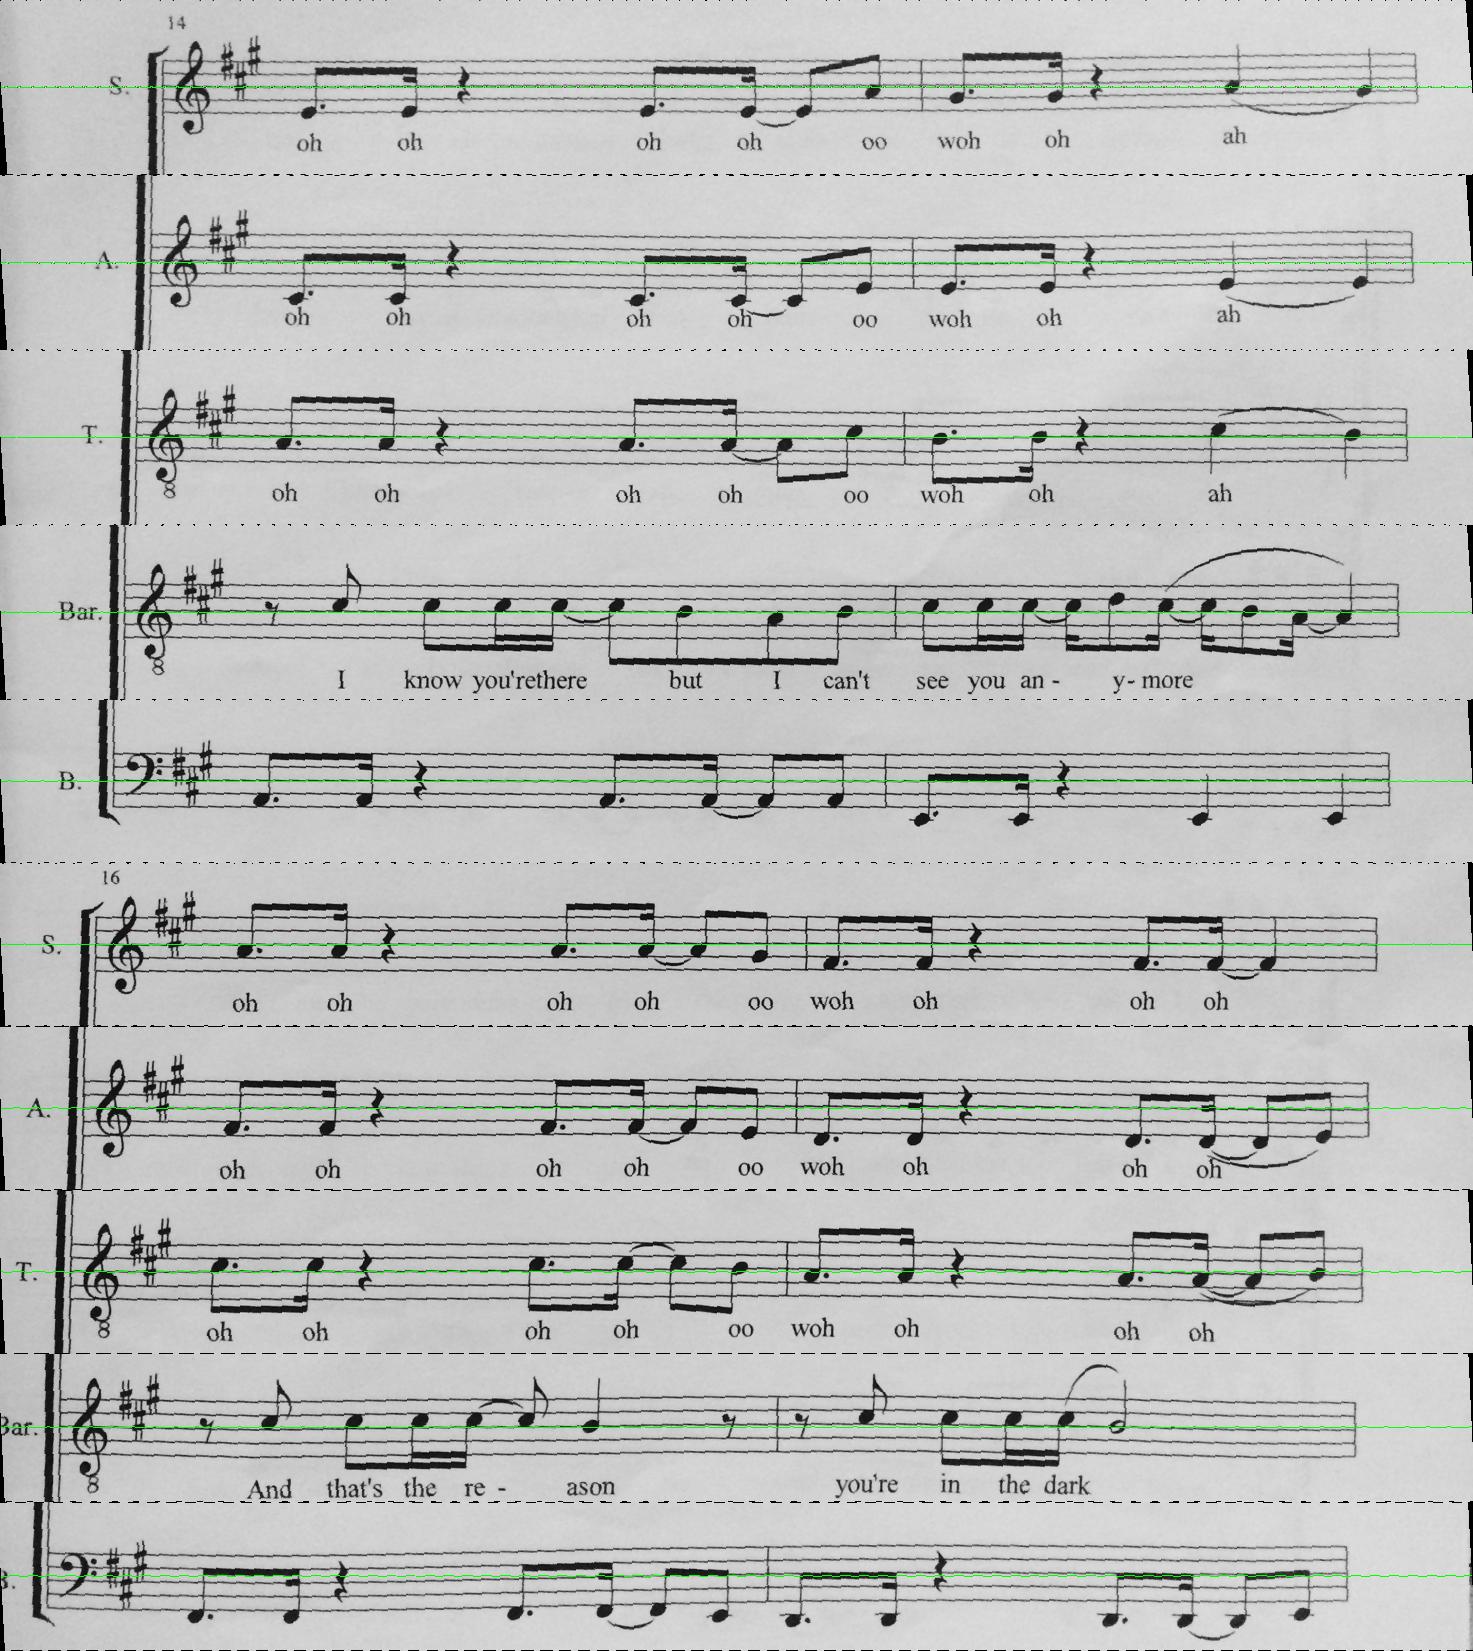 14
S.
oh oh oh oh oo woh oh ah
A.
oh oh oh oh oo woh oh ah
T.
8
oh oh oh oh oo woh oh ah
Bar.
8
I know you'rethere but I can't see you an - y- more
B.
16
S.
oh oh oh oh oo woh oh oh oh
A.
oh oh oh oh oo woh oh oh oh
T.
8
oh oh oh oh oo woh oh oh oh
Bar.
8
And that's the re - ason you're in the dark
B.